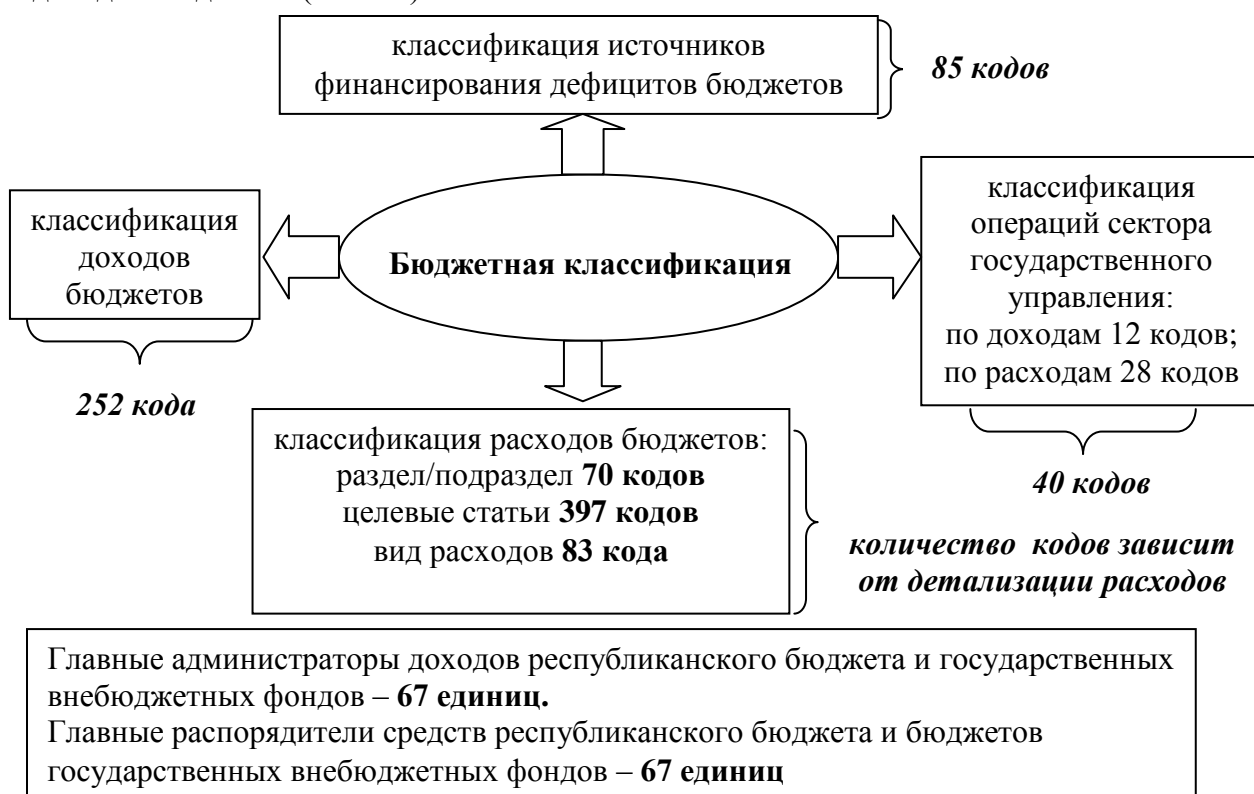 классификация источников
финансирования дефицитов бюджетов
85 кодов
классификация
доходов
бюджетов
252 кода
Бюджетная классификация
классификация
операций сектора
государственного
управления:
по доходам 12 кодов;
по расходам 28 кодов
40 кодов
классификация расходов бюджетов:
раздел/подраздел 70 кодов
целевые статьи 397 кодов
вид расходов 83 кода
количество кодов зависит
от детализации расходов
Главные администраторы доходов республиканского бюджета и государственных
внебюджетных фондов – 67 единиц.
Главные распорядители средств республиканского бюджета и бюджетов
государственных внебюджетных фондов – 67 единиц